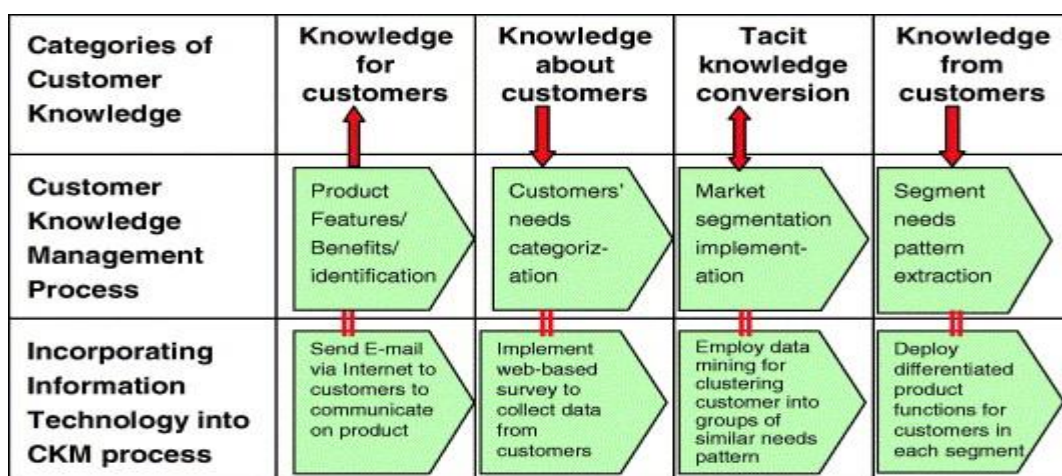 Categories of
Customer
Knowledge
Knowledge
for
customers
Knowledge
about
customers
Tacit
knowledge
conversion
Knowledge
from
customers
Customer
Knowledge
Management
Process
Product
Features/
Benefits/
identification
Customers'
needs
categoriz-
ation
Market
segmentation
implement-
ation
Segment
needs
pattern
extraction
Incorporating
Information
Technology into
CKM process
Send E-mail
via Internet to
customers to
communicate
on product
Implement
web-based
survey to
collect data
from
customers
Employ data
mining for
clustering
customer into
groups of
similar needs
pattern
Deploy
differentiated
product
functions for
customers in
each segment